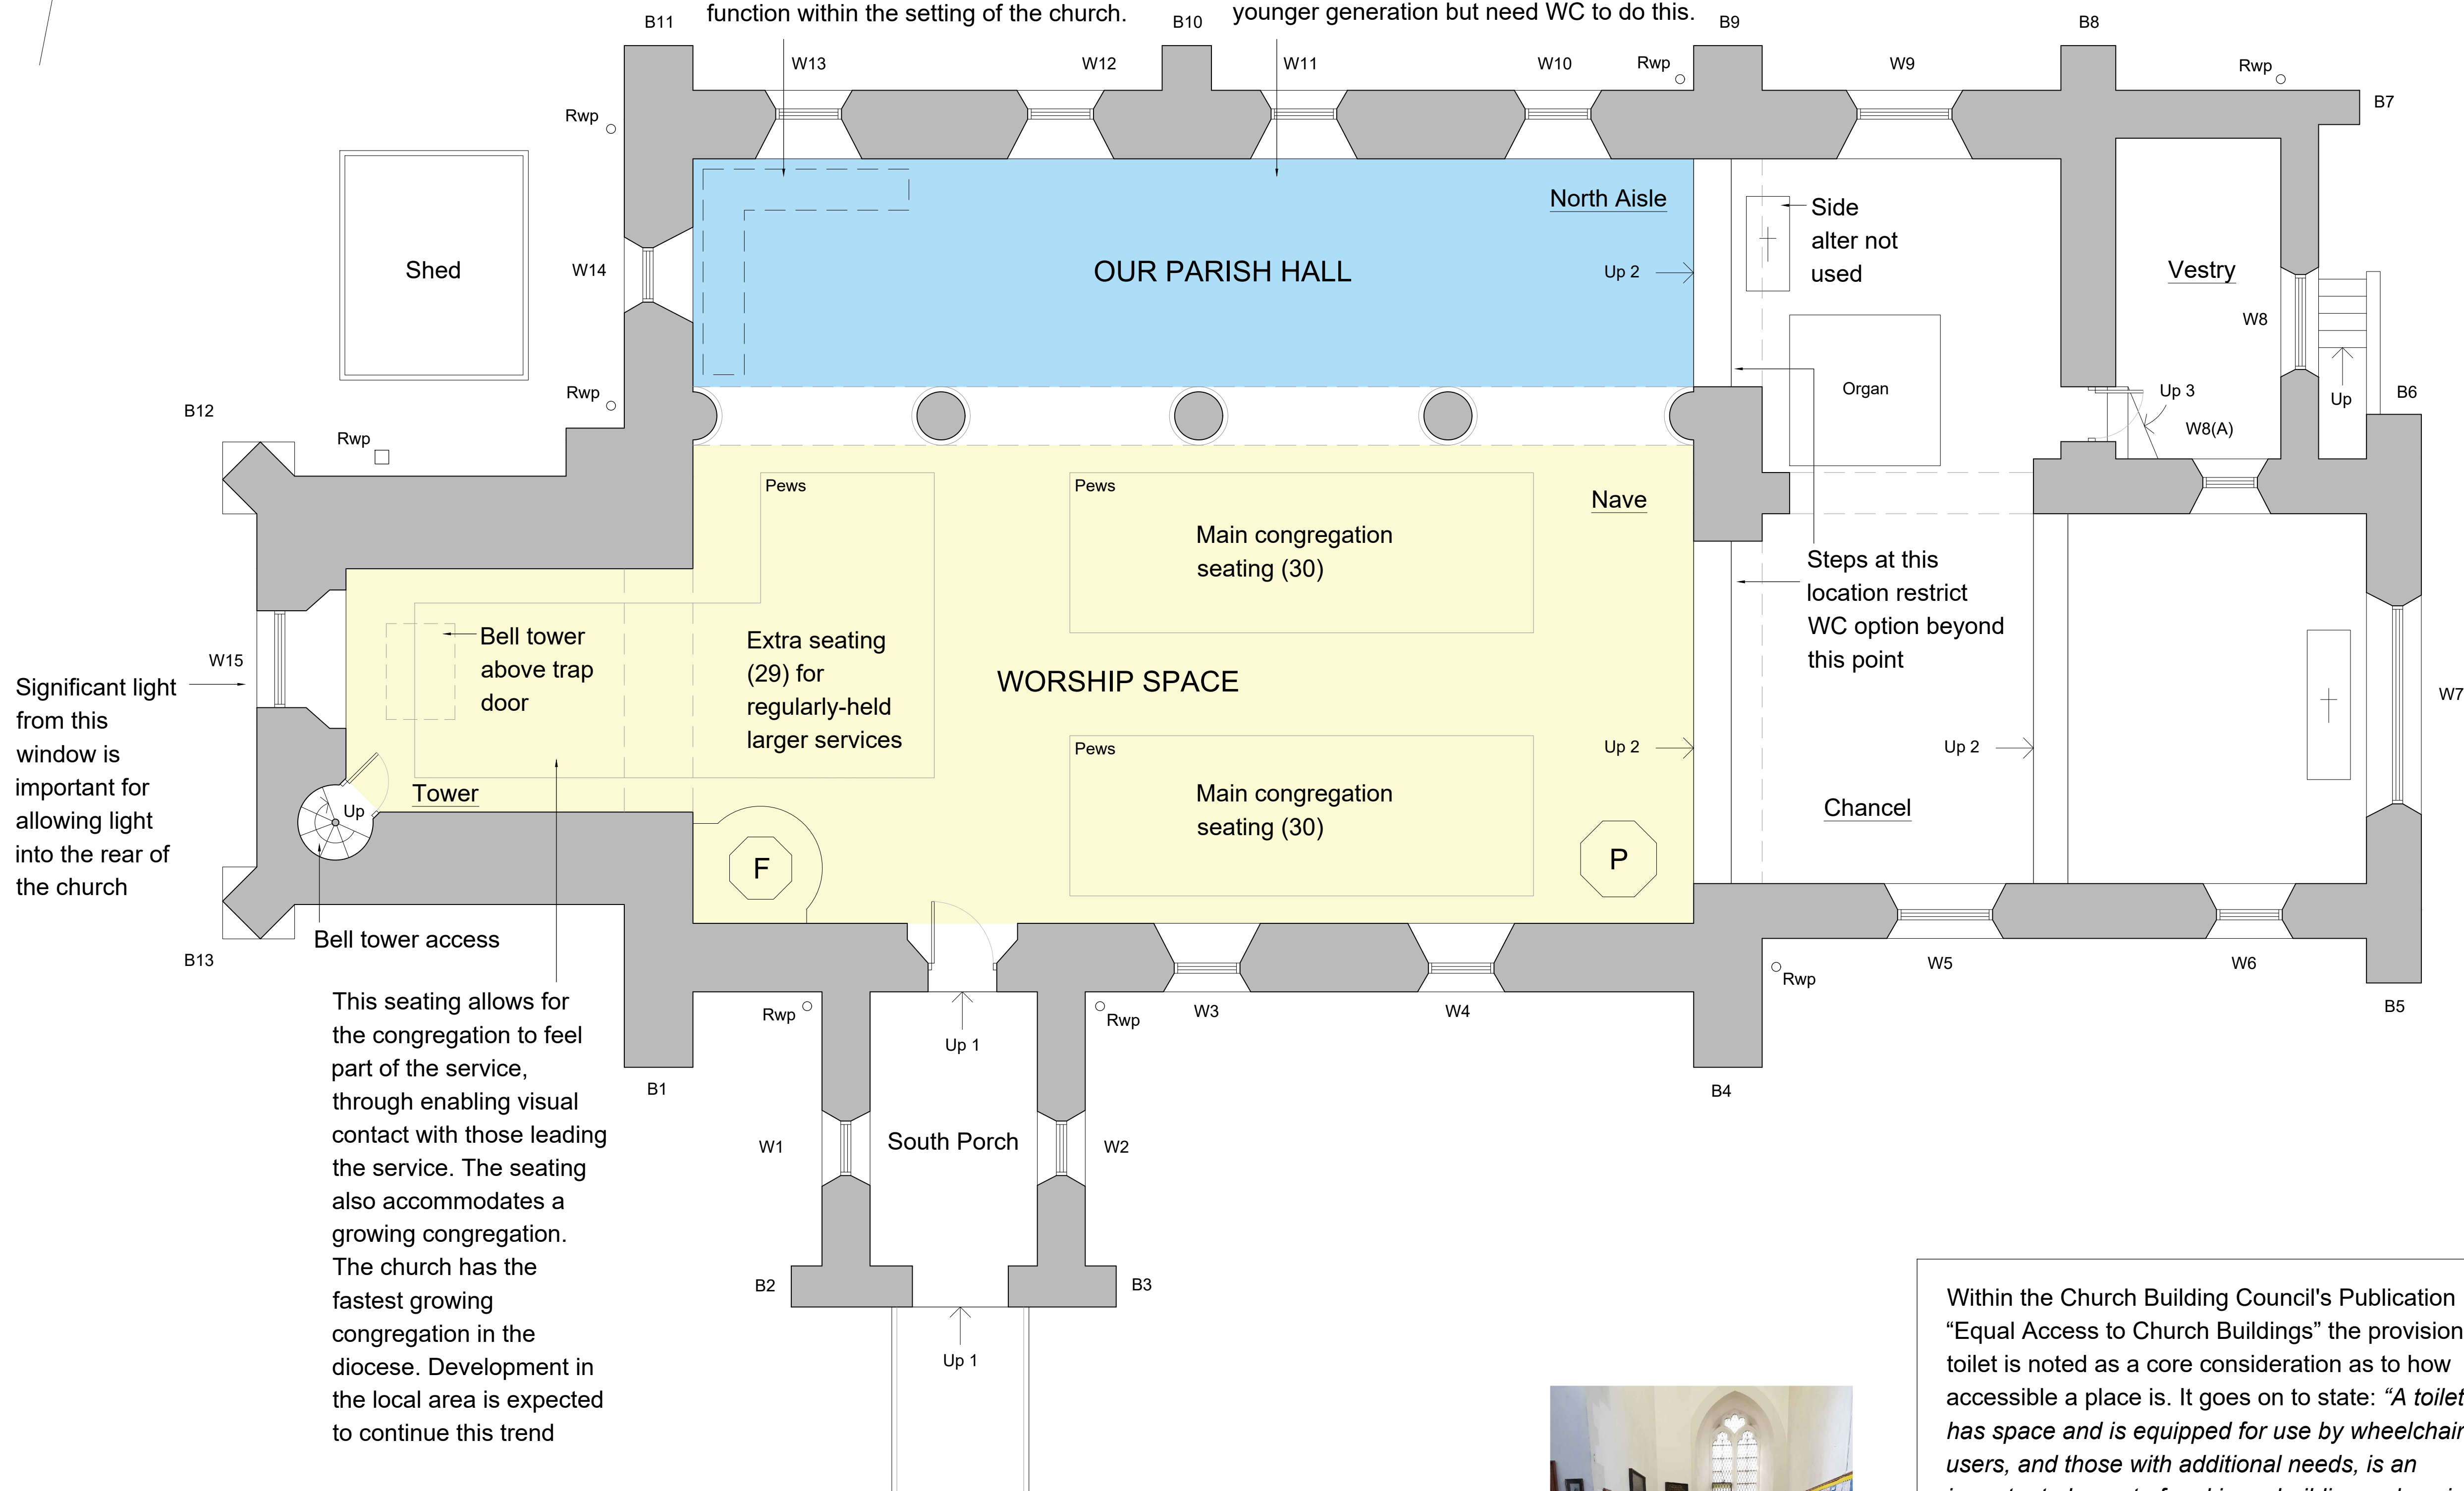 function within the setting of the church.
younger generation but need WC to do this.
B11
B10
B9
B8
W13
W12
W11
W10
Rwp
W9
Rwp
B7
Rwp
North Aisle
Side
alter not
used
Shed
W14
OUR PARISH HALL
Up 2
Vestry
W8
Rwp
Organ
Up 3
Up
B6
B12
W8(A)
Rwp
Pews
Pews
Nave
Main congregation
seating (30)
Steps at this
location restrict
WC option beyond
this point
Bell tower
above trap
door
Extra seating
(29) for
regularly-held
larger services
WORSHIP SPACE
W15
Significant light
from this
window is
important for
allowing light
into the rear of
the church
W7
Pews
Up 2
Up 2
Main congregation
seating (30)
Tower
Up
Chancel
F
P
Bell tower access
B13
W5
W6
Rwp
Rwp
Rwp
W3
W4
B5
Up 1
This seating allows for
the congregation to feel
part of the service,
through enabling visual
contact with those leading
the service. The seating
also accommodates a
growing congregation.
The church has the
fastest growing
congregation in the
diocese. Development in
the local area is expected
to continue this trend
B1
B4
W1
South Porch
W2
B2
B3
Up 1
Within the Church Building Council's Publication
“Equal Access to Church Buildings” the provision
toilet is noted as a core consideration as to how
accessible a place is. It goes on to state: “A toilet
has space and is equipped for use by wheelchair
users, and those with additional needs, is an